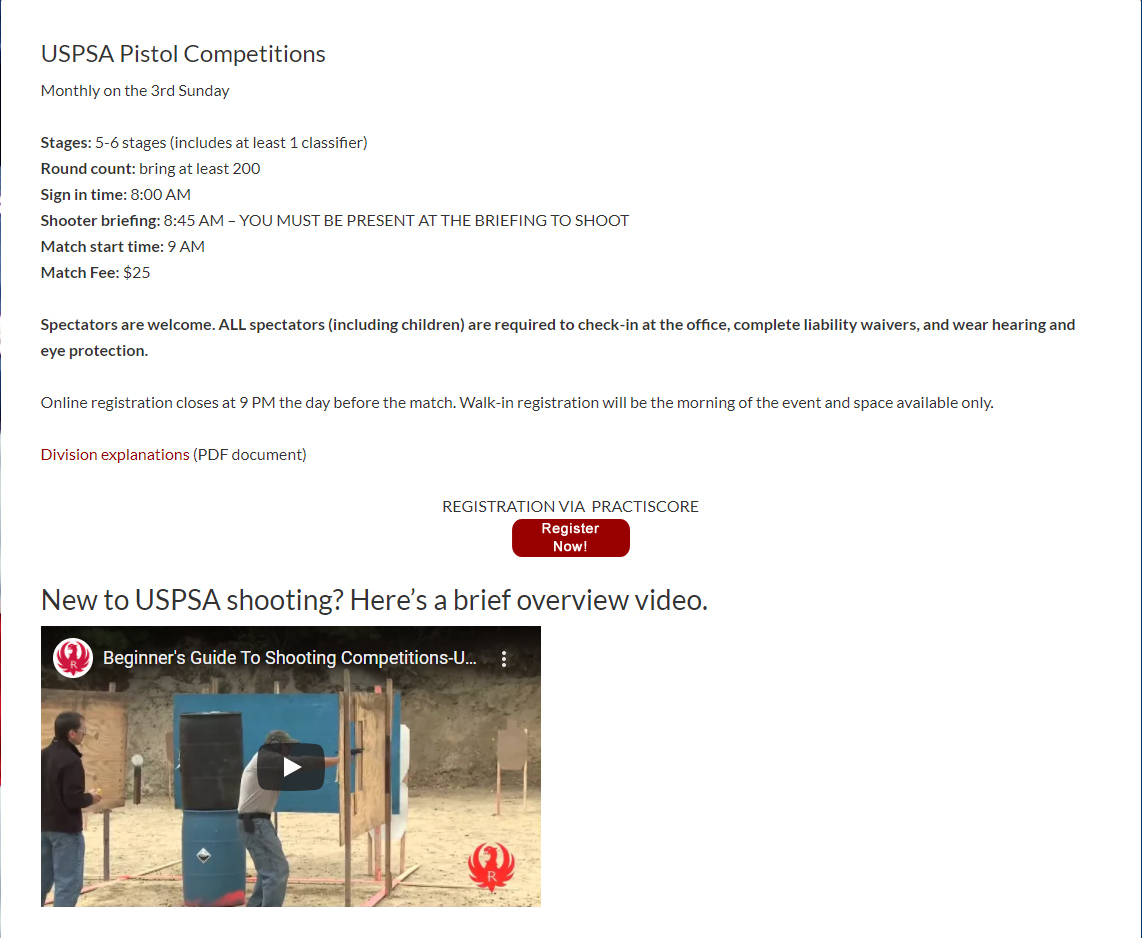 USPSA Pistol Competitions
Monthly on the 3rd Sunday
Stages: 5-6 stages (includes at least 1 classifier)
Round count: bring at least 200
Sign in time: 8:00 AM
Shooter briefing: 8:45 AM – YOU MUST BE PRESENT AT THE BRIEFING TO SHOOT
Match start time: 9 AM
Match Fee: $25
Spectators are welcome. ALL spectators (including children) are required to check-in at the office, complete liability waivers, and wear hearing and
eye protection.
Online registration closes at 9 PM the day before the match. Walk-in registration will be the morning of the event and space available only.
Division explanations (PDF document)
REGISTRATION VIA  PRACTISCORE
Register
Now!
New to USPSA shooting? Here’s a brief overview video.
R
Beginner's Guide To Shooting Competitions-U...
R